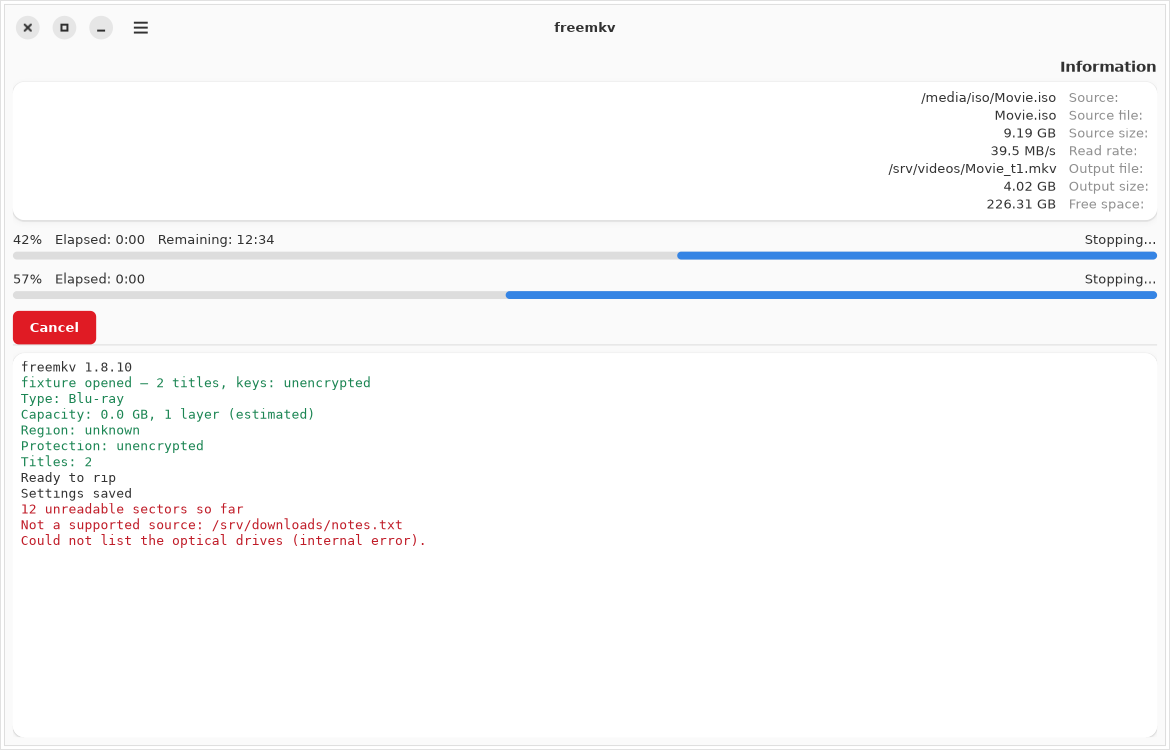 freemkv
Information
Source: /media/iso/Movie.iso
Source file: Movie.iso
Source size: 9.19 GB
Read rate: 39.5 MB/s
Output file: /srv/videos/Movie_t1.mkv
Output size: 4.02 GB
Free space: 226.31 GB
Stopping… 42% Elapsed: 0:00 Remaining: 12:34
Stopping… 57% Elapsed: 0:00
Cancel
freemkv 1.8.10
fixture opened — 2 titles, keys: unencrypted
Type: Blu-ray
Capacity: 0.0 GB, 1 layer (estimated)
Regıon: unknown
Protectıon: unencrypted
Tıtles: 2
Ready to rıp
Settıngs saved
12 unreadable sectors so far
Not a supported source: /srv/downloads/notes.txt
Could not list the optical drives (internal error).